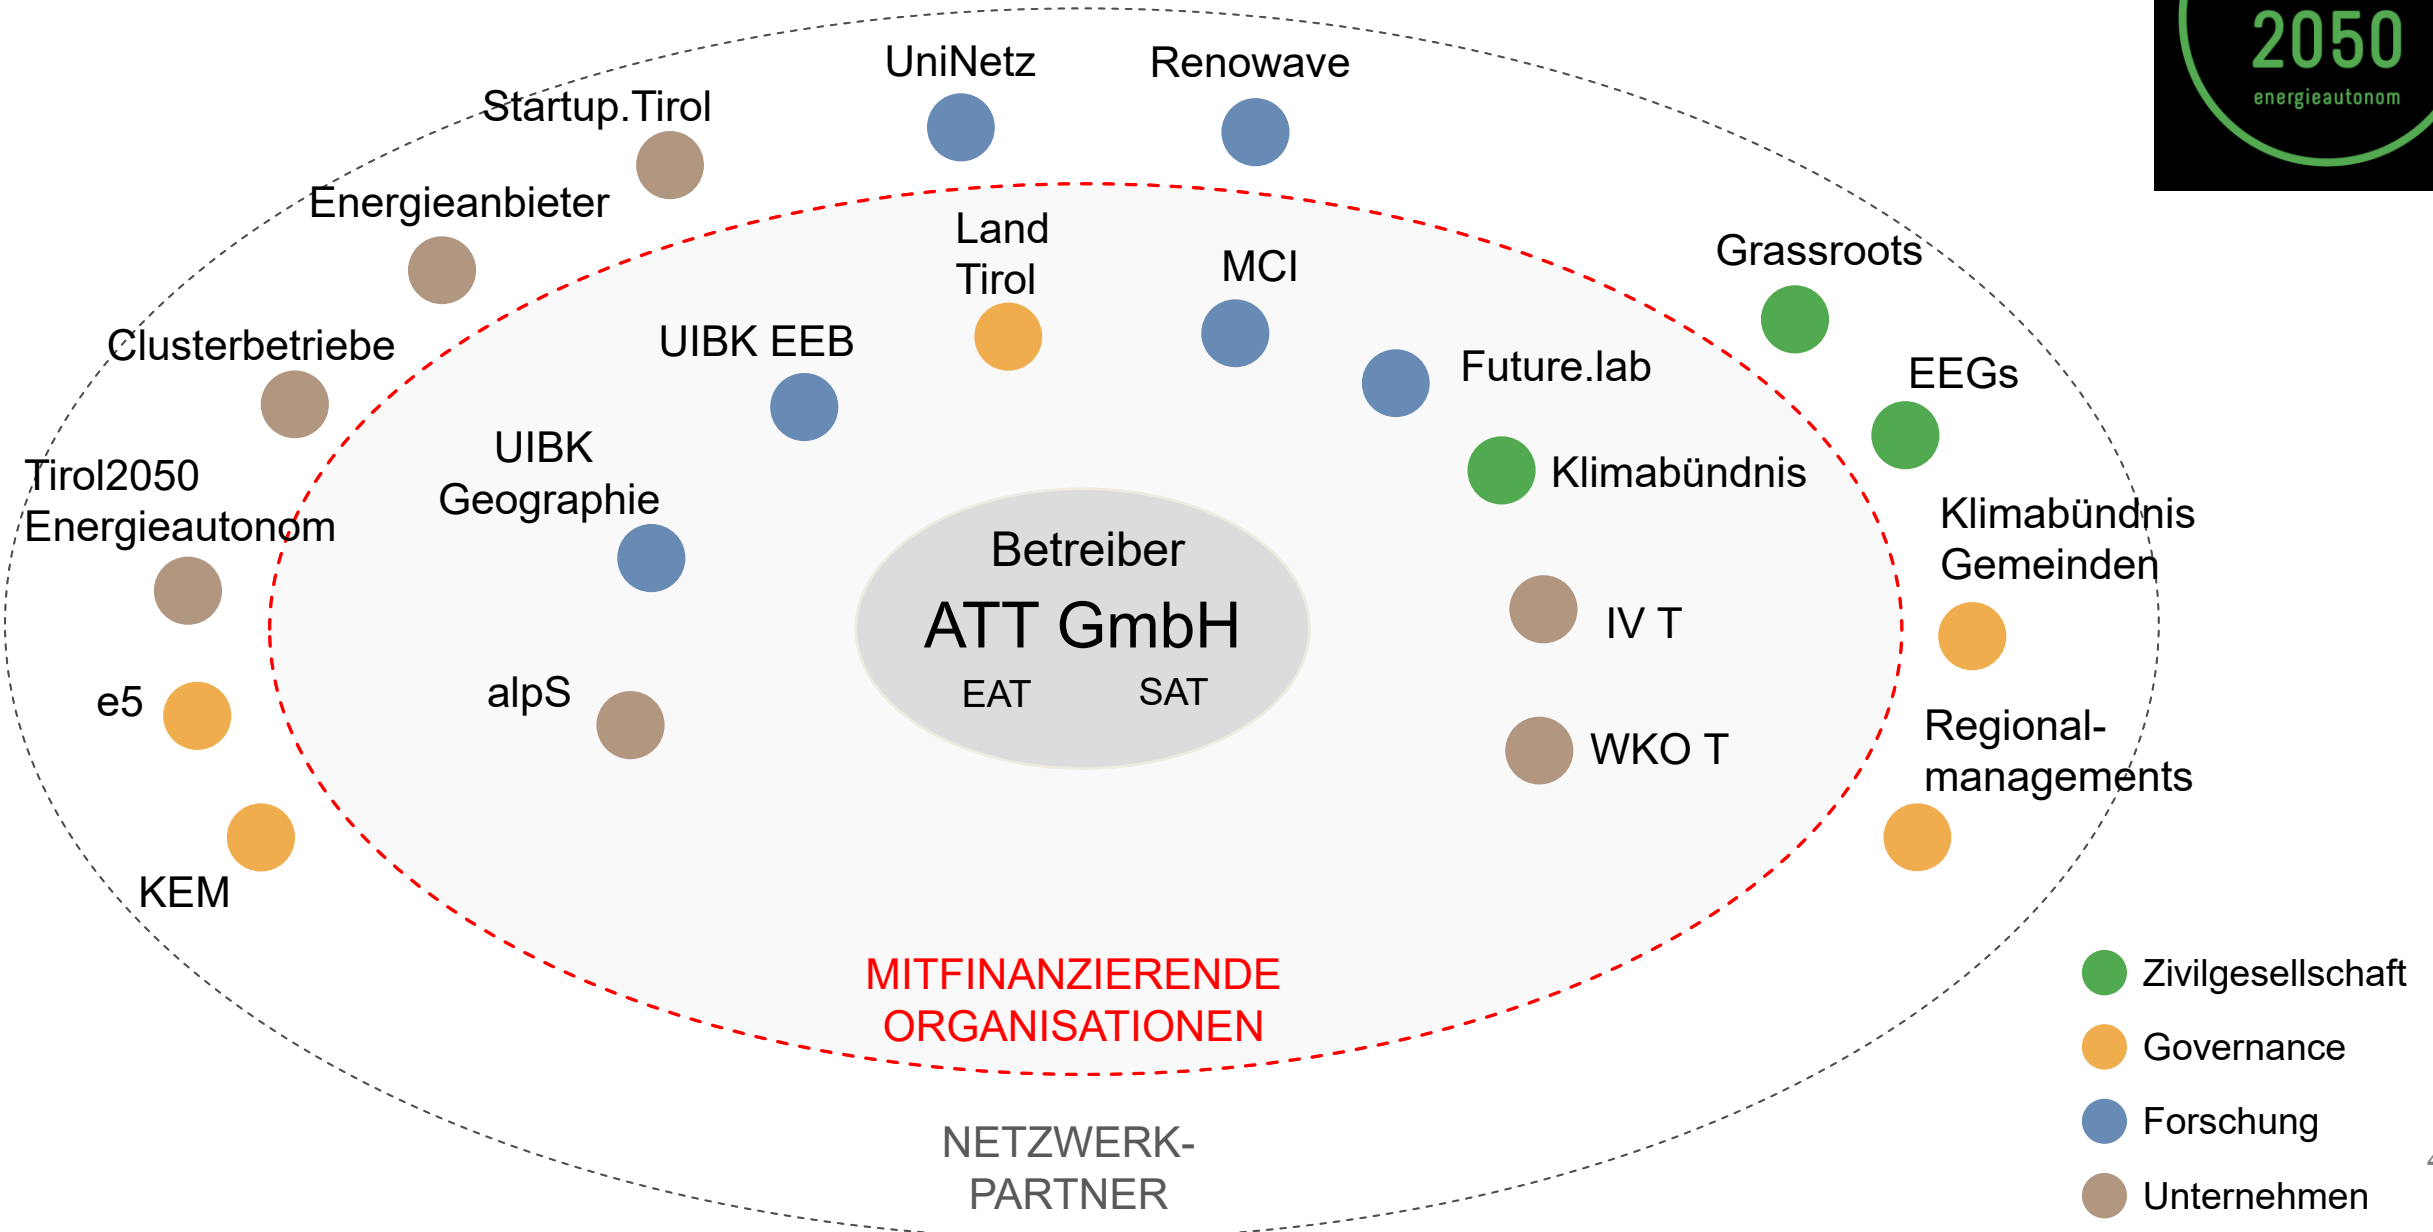 2050
energieautonom
UniNetz
Renowave
Startup.Tirol
Energieanbieter
Land
Tirol
MCI
Grassroots
Clusterbetriebe
UIBK EEB
Future.lab
EEGs
UIBK
Geographie
Klimabündnis
Tirol2050
Energieautonom
Klimabündnis
Gemeinden
Betreiber
ATT GmbH
EAT
SAT
IV T
e5
alpS
WKO T
Regional-
managements
KEM
MITFINANZIERENDE
ORGANISATIONEN
NETZWERK-
PARTNER
Zivilgesellschaft
Governance
Forschung
Unternehmen